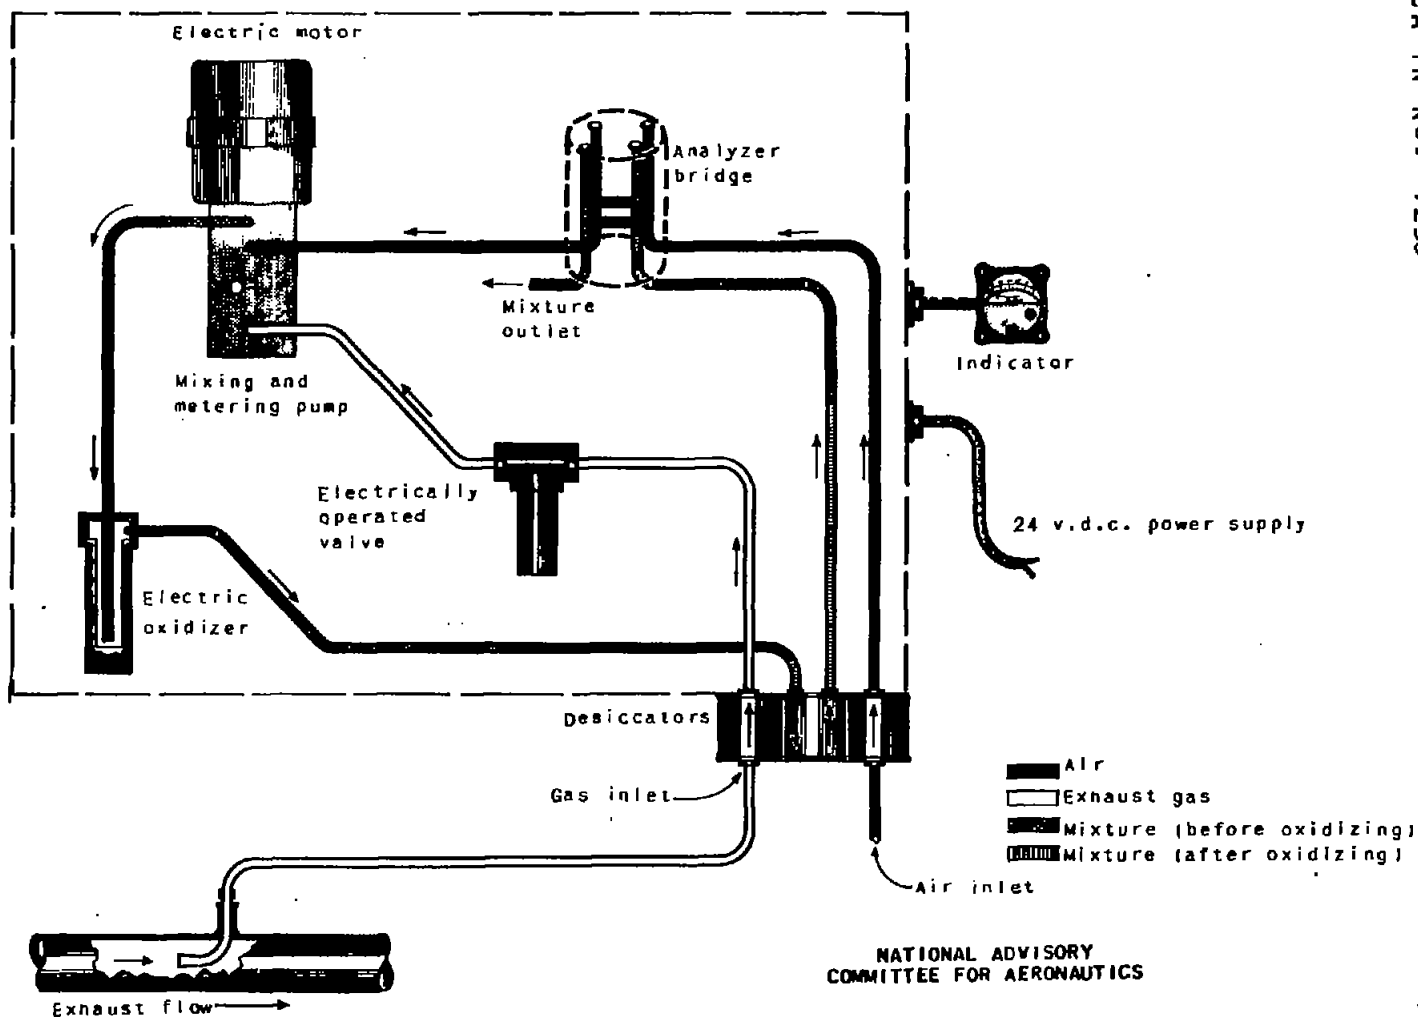 Electric motor
Analyzer
bridge
Mixture
outlet
Indicator
Mixing and
metering pump
Electrically
operated
valve
24 v.d.c. power supply
Electric
oxidizer
Desiccators
Gas inlet
Air
Exhaust gas
Mixture (before oxidizing)
Mixture (after oxidizing)
Air inlet
NATIONAL ADVISORY
COMMITTEE FOR AERONAUTICS
Exhaust flow